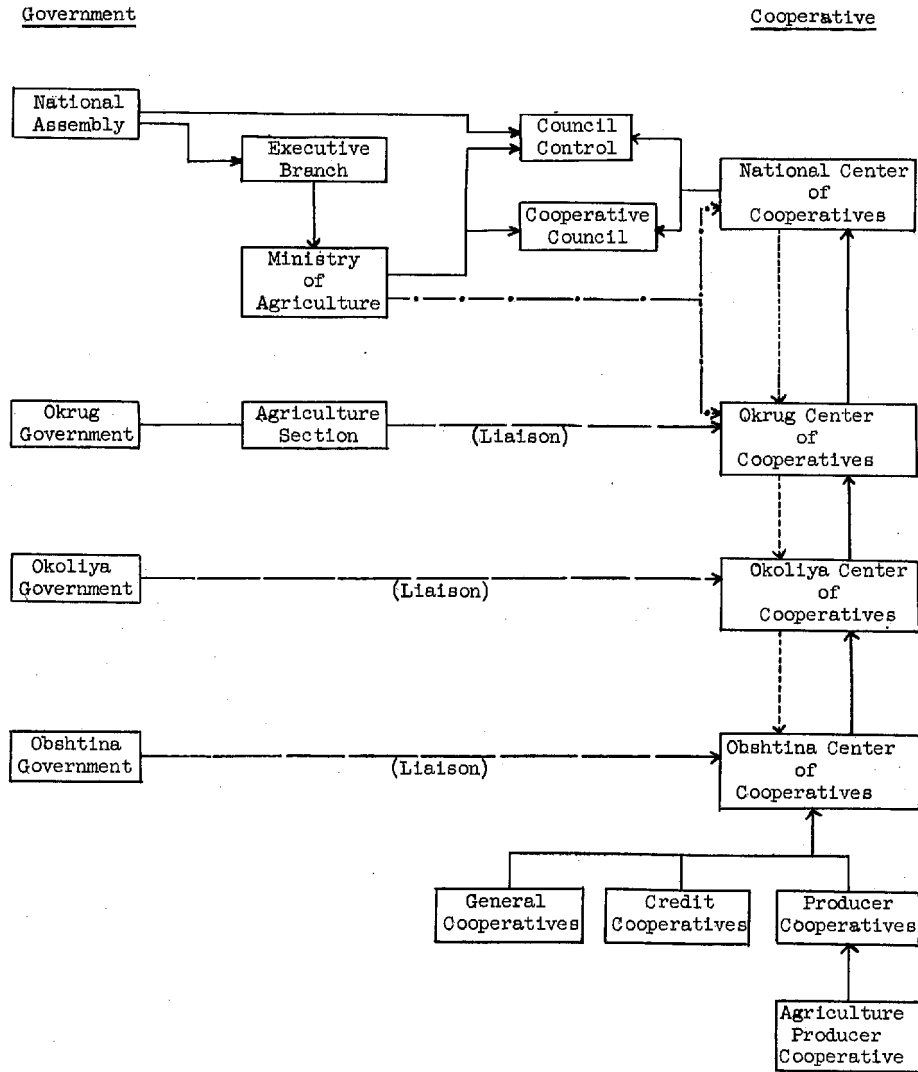 Government
Cooperative
National
Assembly
Executive
Branch
Council
Control
National Center
of
Cooperatives
Cooperative
Council
Ministry
of
Agriculture
Okrug
Government
Agriculture
Section
(Liaison)
Okrug Center
of
Cooperatives
Okoliya
Government
(Liaison)
Okoliya Center
of
Cooperatives
Obshtina
Government
(Liaison)
Obshtina Center
of
Cooperatives
General
Cooperatives
Credit
Cooperatives
Producer
Cooperatives
Agriculture
Producer
Cooperative